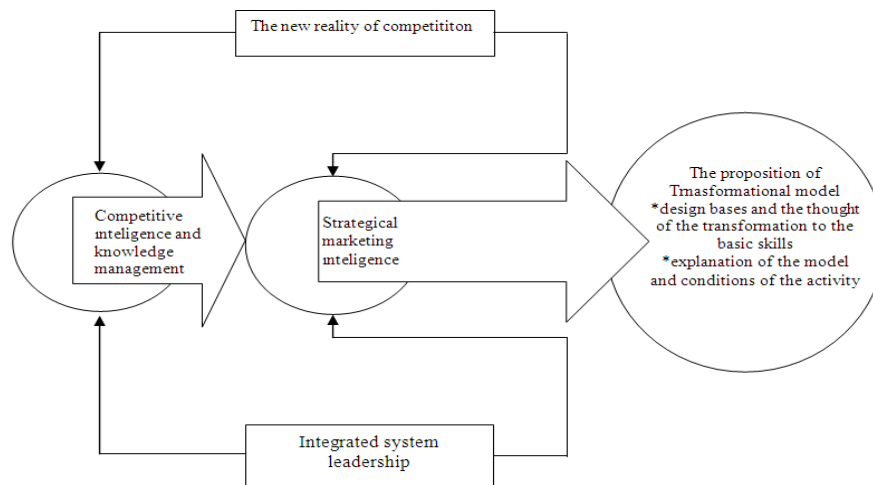 The new reality of competititon
Competitive
inteligence and
knowledge
management
Strategical
marketing
inteligence
The proposition of
Trnasformational model
*design bases and the thought
of the transformation to the
basic skills
*explanation of the model
and conditions of the activity
Integrated system
leadership